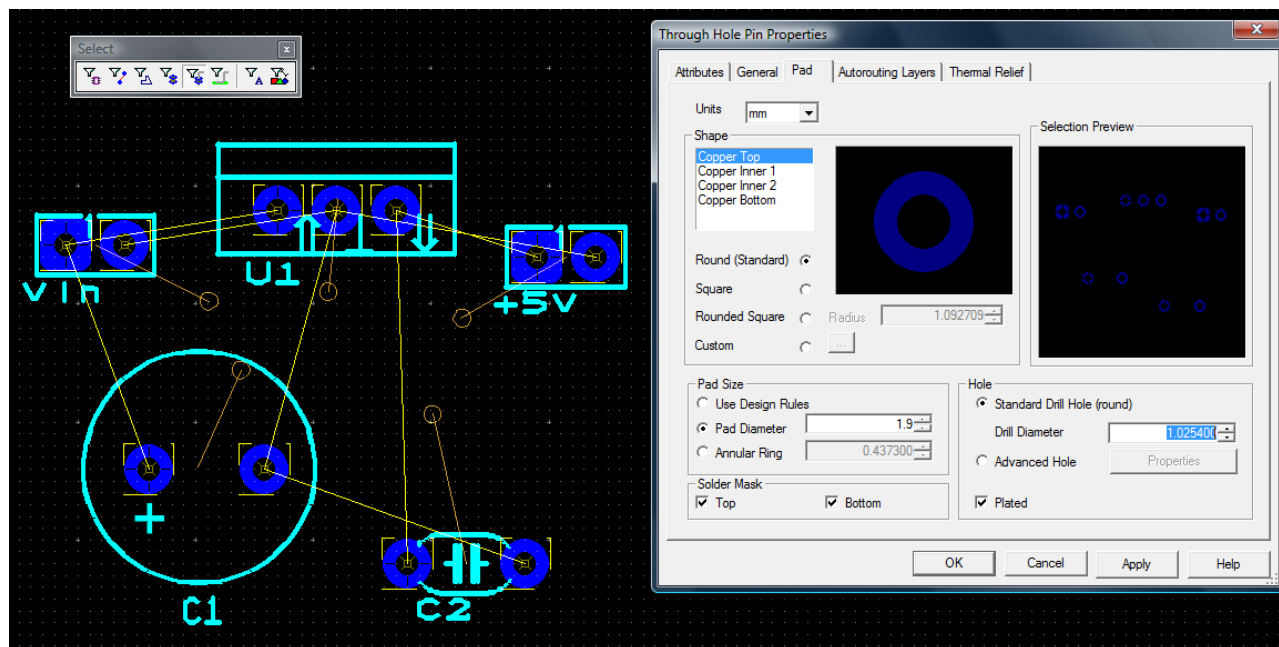 Select
A
vin
U1
+5v
+
C1
C2
Through Hole Pin Properties
Attributes General Pad Autorouting Layers Thermal Relief
Units mm
Shape
Copper Top
Copper Inner 1
Copper Inner 2
Copper Bottom
Round (Standard)
Square
Rounded Square Radius 1.092709
Custom ...
Selection Preview
Pad Size
Use Design Rules
Pad Diameter 1.9
Annular Ring 0.437300
Solder Mask
Top Bottom
Hole
Standard Drill Hole (round)
Drill Diameter 1.025400
Advanced Hole Properties
Plated
OK Cancel Apply Help